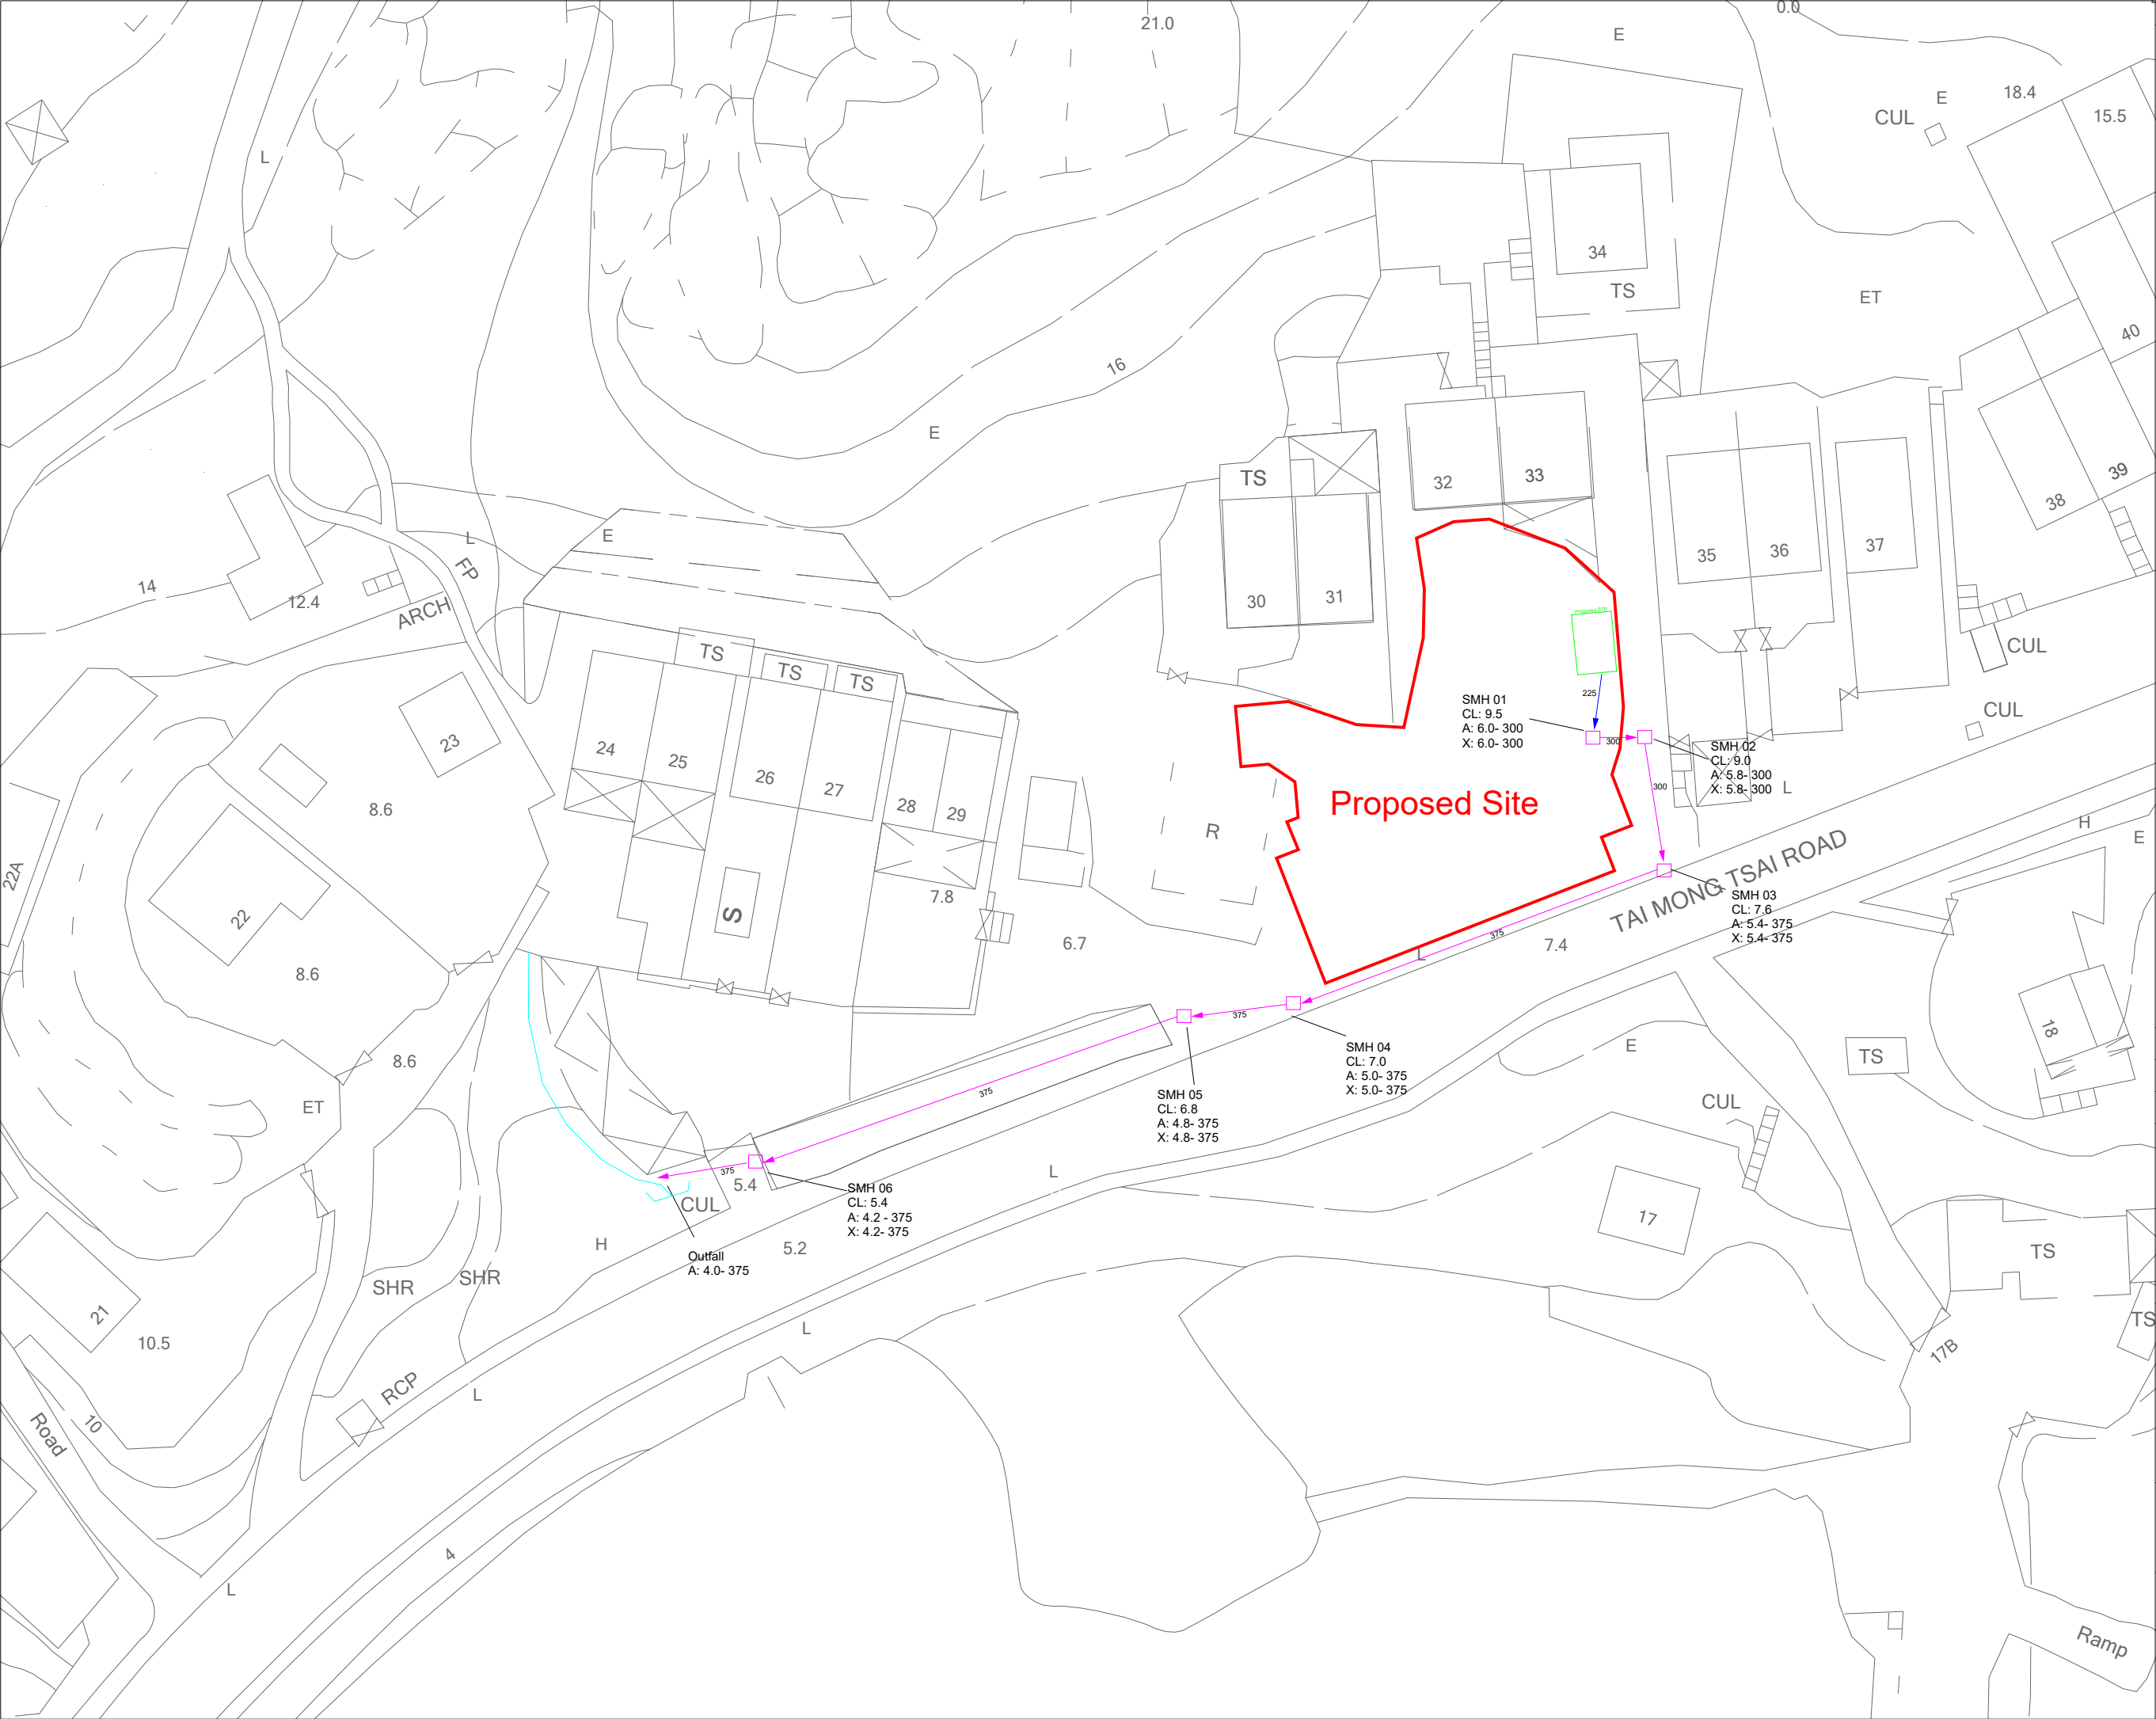 21.0
0.0
E
18.4
E
CUL
15.5
L
34
TS
ET
40
16
E
TS
32
33
39
38
35
36
37
E
L
FP
14
12.4
ARCH
30
31
Proposed STP
CUL
TS
TS
TS
225
SMH 01
CL: 9.5
A: 6.0- 300
X: 6.0- 300
300
CUL
23
24
25
26
27
28
29
SMH 02
CL: 9.0
A: 5.8- 300
X: 5.8- 300
300
L
8.6
Proposed Site
R
H
E
22A
TAI MONG TSAI ROAD
7.8
SMH 03
CL: 7.6
A: 5.4- 375
X: 5.4- 375
S
22
6.7
375
7.4
L
8.6
375
18
SMH 04
CL: 7.0
A: 5.0- 375
X: 5.0- 375
E
TS
8.6
375
SMH 05
CL: 6.8
A: 4.8- 375
X: 4.8- 375
ET
CUL
375
L
5.4
SMH 06
CL: 5.4
A: 4.2 - 375
X: 4.2- 375
CUL
17
H
5.2
TS
Outfall
A: 4.0- 375
SHR
SHR
21
L
TS
10.5
17B
RCP
L
10
Road
4
L
Ramp